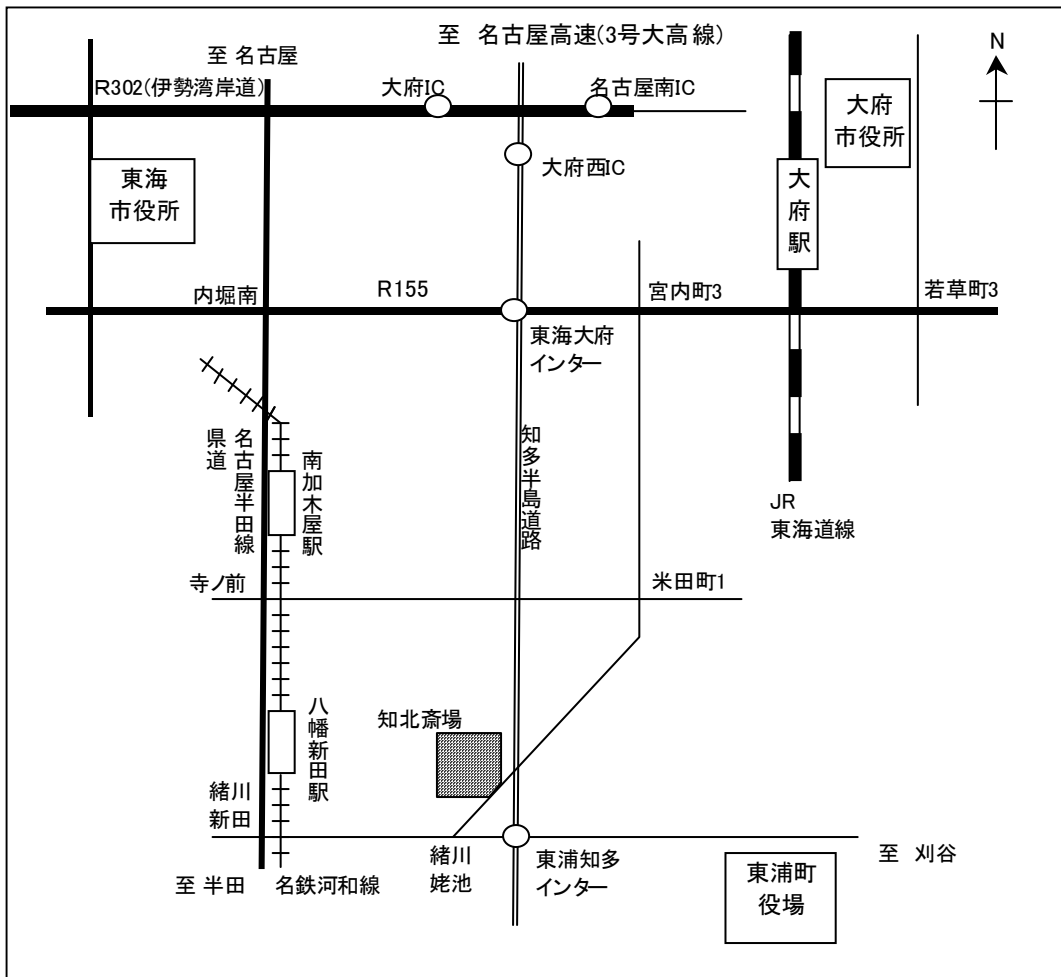 至 名古屋高速(3号大高線)
至 名古屋
N
R302(伊勢湾岸道)
大府IC
名古屋南IC
大府
市役所
大府西IC
東海
市役所
大府駅
内堀南
R155
宮内町3
若草町3
東海大府
インター
県道
名古屋半田線
南加木屋駅
知多半島道路
JR
東海道線
寺ノ前
米田町1
八幡新田駅
知北斎場
緒川
新田
緒川
姥池
東浦知多
インター
至 刈谷
東浦町
役場
至 半田
名鉄河和線